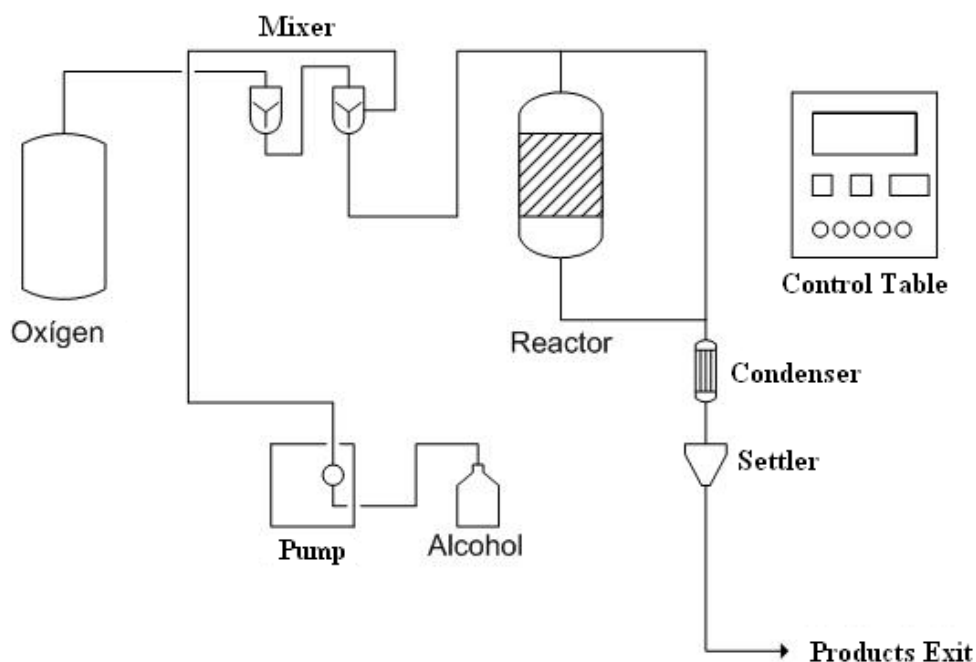 Mixer
Oxígen
Reactor
Control Table
Condenser
Settler
Pump
Alcohol
Products Exit